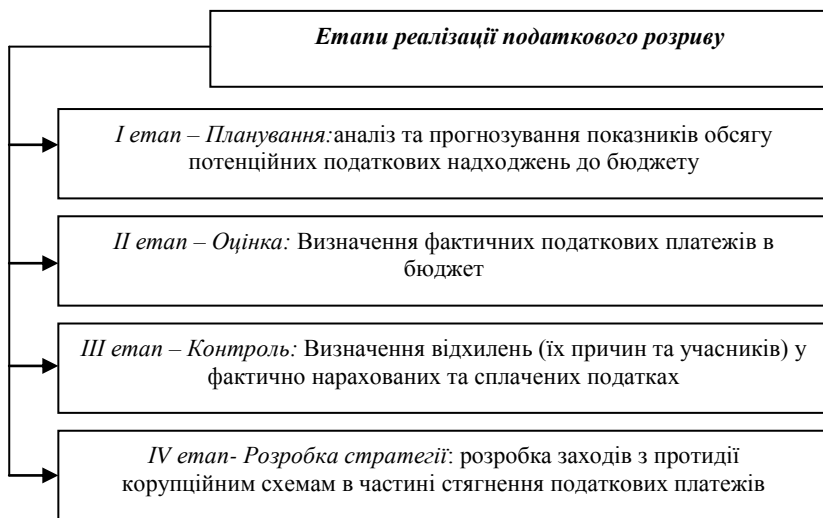 Етапи реалізації податкового розриву
I етап – Планування:аналіз та прогнозування показників обсягу
потенційних податкових надходжень до бюджету
II етап – Оцінка: Визначення фактичних податкових платежів в
бюджет
III етап – Контроль: Визначення відхилень (їх причин та учасників) у
фактично нарахованих та сплачених податках
IV етап- Розробка стратегії: розробка заходів з протидії
корупційним схемам в частині стягнення податкових платежів